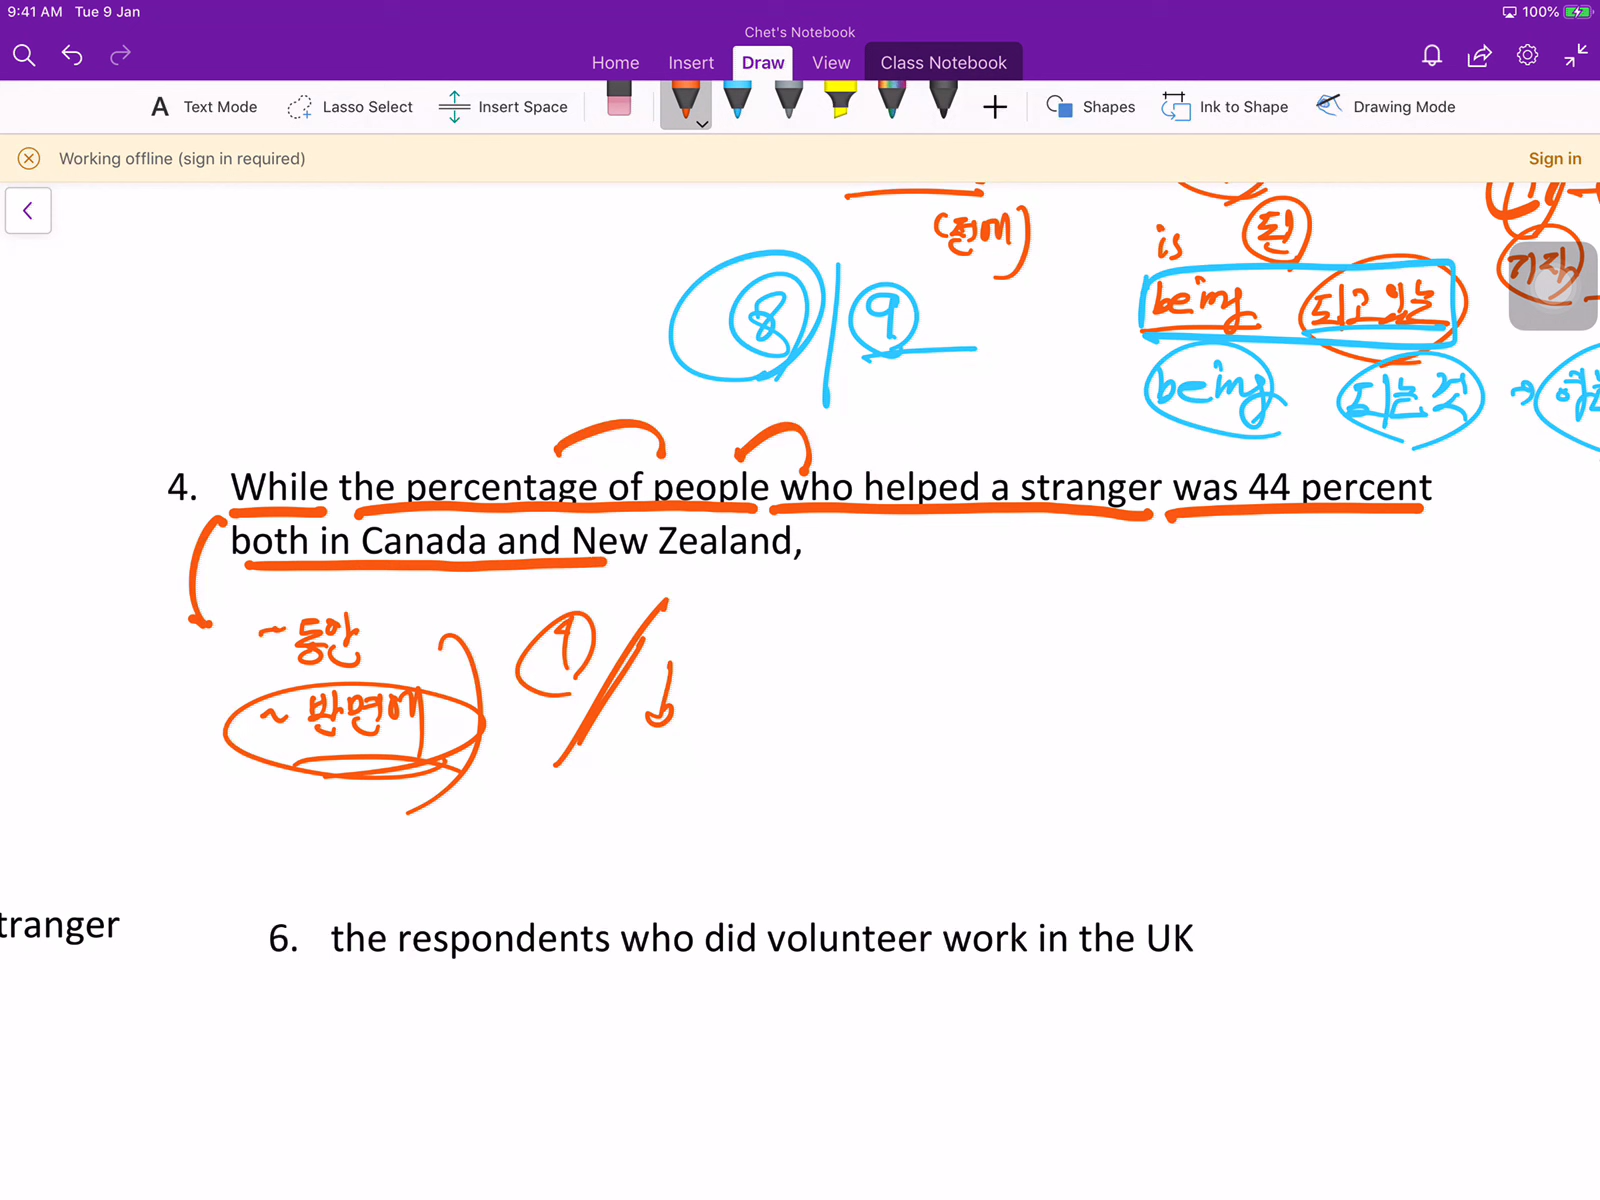 9:41 AM Tue 9 Jan
100%
Chet's Notebook
Home Insert Draw View Class Notebook
A Text Mode Lasso Select Insert Space Shapes Ink to Shape Drawing Mode
Working offline (sign in required)
Sign in
(전에)
is 된
being 되고 있는
기자
8 9
being 되는 것
4. While the percentage of people who helped a stranger was 44 percent
both in Canada and New Zealand,
~ 동안
~ 반면에
tranger
6. the respondents who did volunteer work in the UK